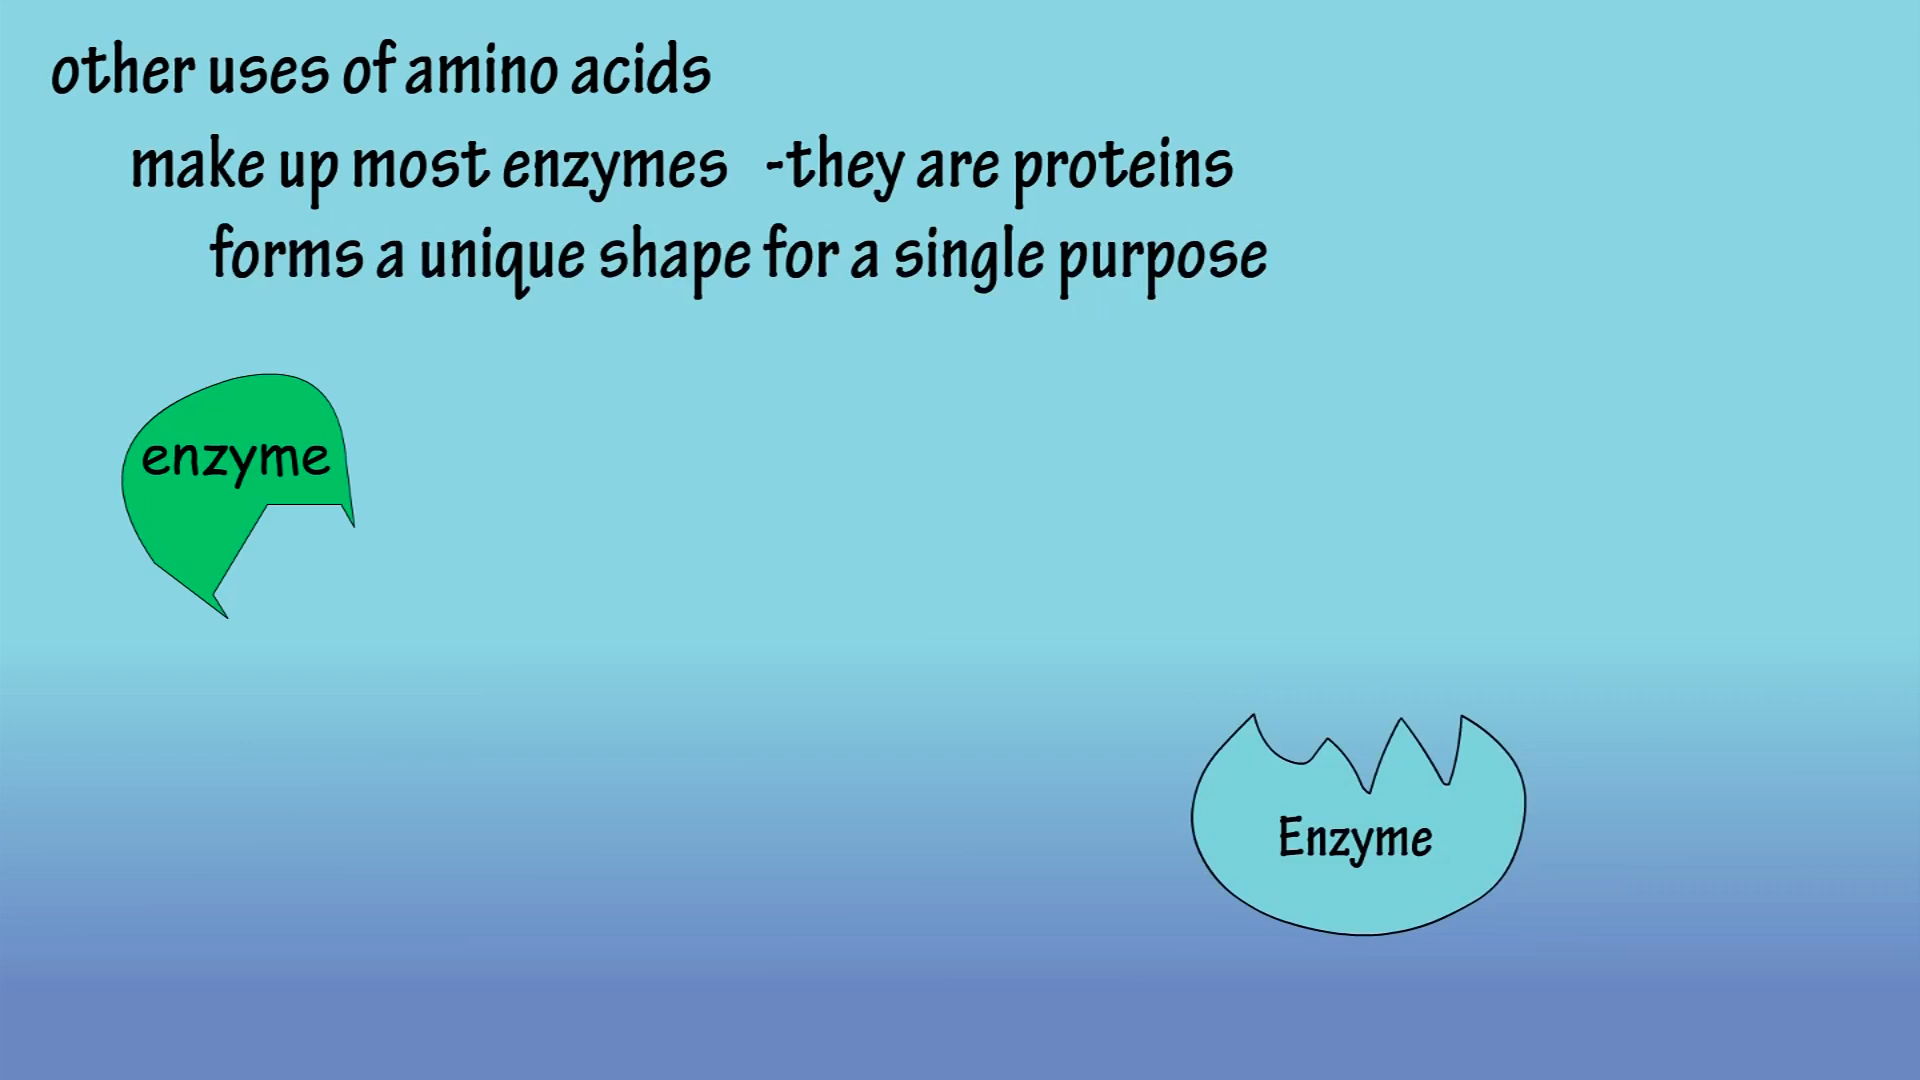 other uses of amino acids
make up most enzymes -they are proteins
forms a unique shape for a single purpose
enzyme
Enzyme